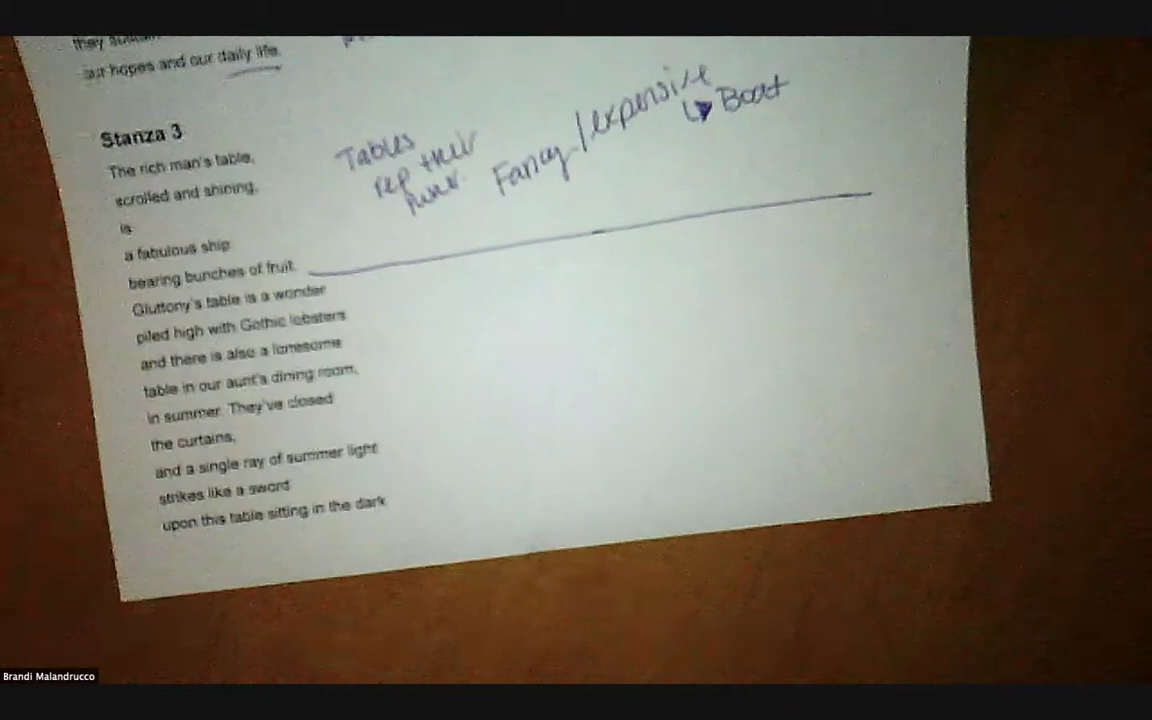 they sustain
our hopes and our daily life.
Stanza 3
The rich man's table,
scrolled and shining,
is
a fabulous ship
bearing bunches of fruit.
Gluttony's table is a wonder
piled high with Gothic lobsters
and there is also a lonesome
table in our aunt's dining room,
in summer. They've closed
the curtains,
and a single ray of summer light
strikes like a sword
upon this table sitting in the dark
Tables
rep their
Fancy/expensive
↳ Boat
Brandi Malandrucco